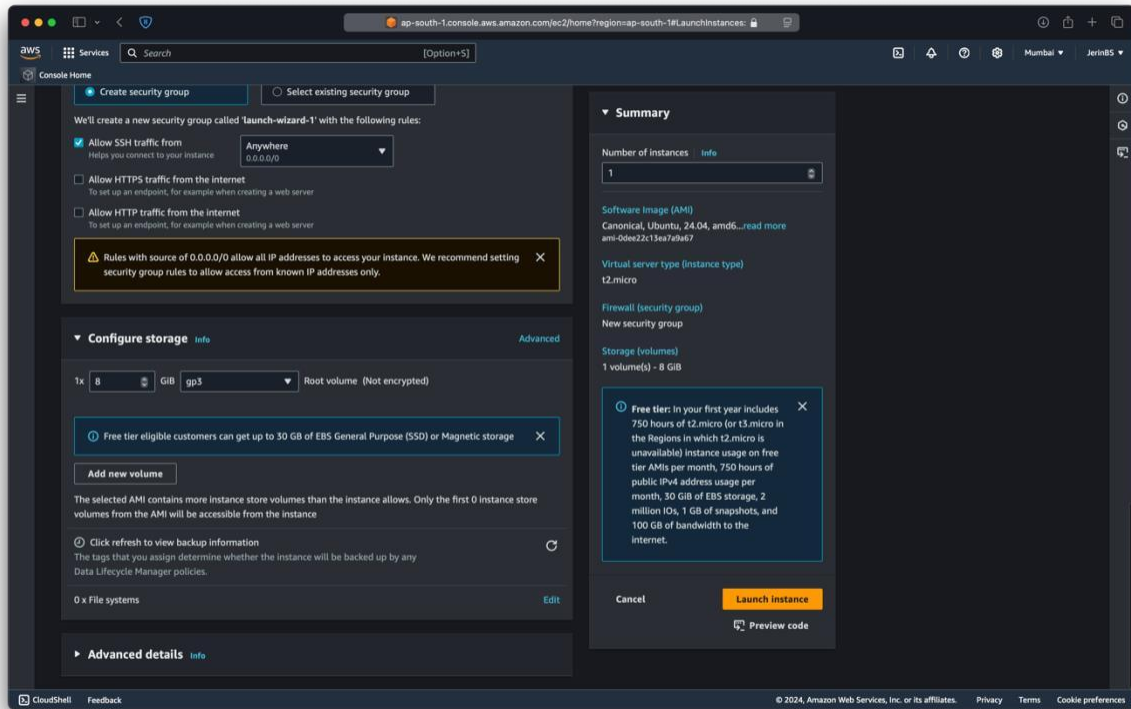 ap-south-1.console.aws.amazon.com/ec2/home?region=ap-south-1#LaunchInstances:
aws
Services
Search
[Option+S]
Mumbai
JerinBS
Console Home
Create security group
Select existing security group
We'll create a new security group called 'launch-wizard-1' with the following rules:
Allow SSH traffic from
Helps you connect to your instance
Anywhere
0.0.0.0/0
Allow HTTPS traffic from the internet
To set up an endpoint, for example when creating a web server
Allow HTTP traffic from the internet
To set up an endpoint, for example when creating a web server
Rules with source of 0.0.0.0/0 allow all IP addresses to access your instance. We recommend setting
security group rules to allow access from known IP addresses only.
Configure storage Info
Advanced
1x 8 GiB gp3 Root volume (Not encrypted)
Free tier eligible customers can get up to 30 GB of EBS General Purpose (SSD) or Magnetic storage
Add new volume
The selected AMI contains more instance store volumes than the instance allows. Only the first 0 instance store
volumes from the AMI will be accessible from the instance
Click refresh to view backup information
The tags that you assign determine whether the instance will be backed up by any
Data Lifecycle Manager policies.
0 x File systems
Edit
Advanced details Info
Summary
Number of instances Info
1
Software Image (AMI)
Canonical, Ubuntu, 24.04, amd6...read more
ami-0dee22c13ea7a9a67
Virtual server type (instance type)
t2.micro
Firewall (security group)
New security group
Storage (volumes)
1 volume(s) - 8 GiB
Free tier: In your first year includes
750 hours of t2.micro (or t3.micro in
the Regions in which t2.micro is
unavailable) instance usage on free
tier AMIs per month, 750 hours of
public IPv4 address usage per
month, 30 GiB of EBS storage, 2
million IOs, 1 GB of snapshots, and
100 GB of bandwidth to the
internet.
Cancel
Launch instance
Preview code
CloudShell
Feedback
© 2024, Amazon Web Services, Inc. or its affiliates.
Privacy
Terms
Cookie preferences